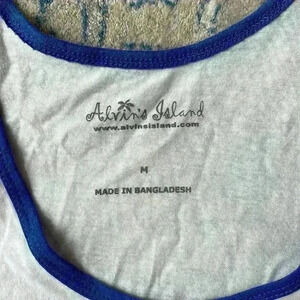 Alvin's Island
www.alvinsisland.com
M
MADE IN BANGLADESH